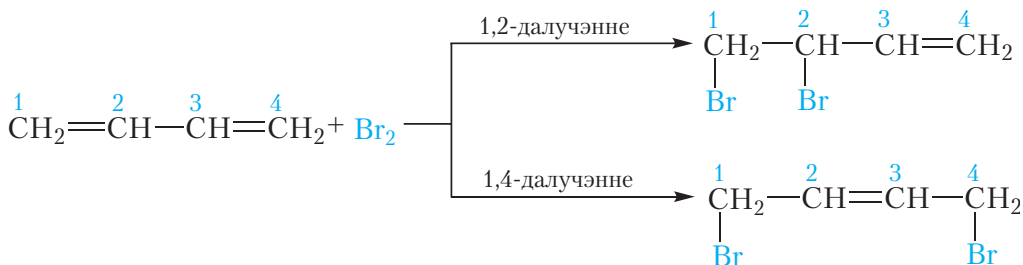 1 2 3 4
CH₂=CH—CH=CH₂ + Br₂
1,2-далучэнне
1 2 3 4
CH₂—CH—CH=CH₂
Br Br
1,4-далучэнне
1 2 3 4
CH₂—CH=CH—CH₂
Br Br